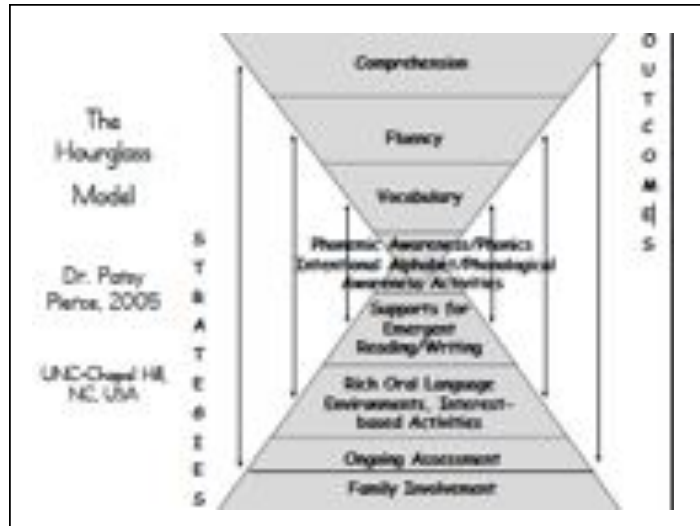 The
Hourglass
Model
Dr. Patsy
Pierce, 2005
UNC-Chapel Hill,
NC, USA
STRATEGIES
Comprehension
Fluency
Vocabulary
Phonemic Awareness/Phonics
Intentional Alphabet/Phonological
Awareness Activities
Supports for
Emergent
Reading/Writing
Rich Oral Language
Environments, Interest-
based Activities
Ongoing Assessment
Family Involvement
OUTCOMES